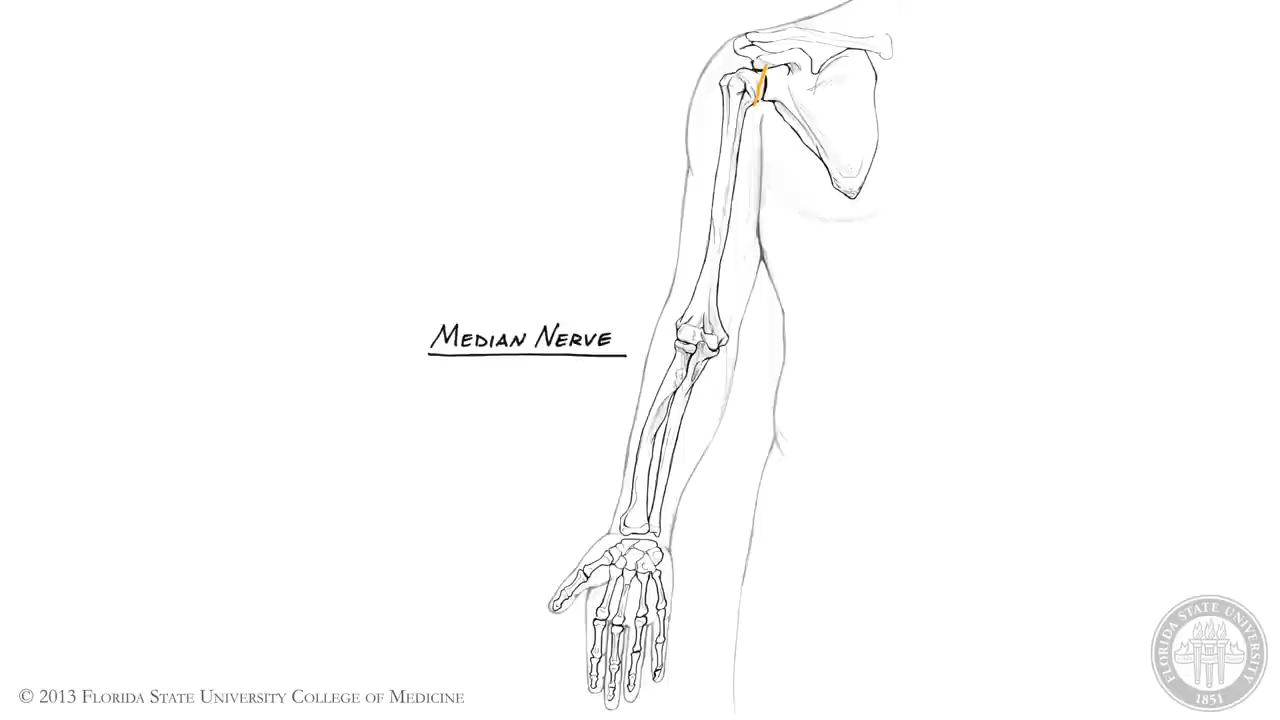 MEDIAN NERVE
© 2013 FLORIDA STATE UNIVERSITY COLLEGE OF MEDICINE
FLORIDA STATE UNIVERSITY
1851